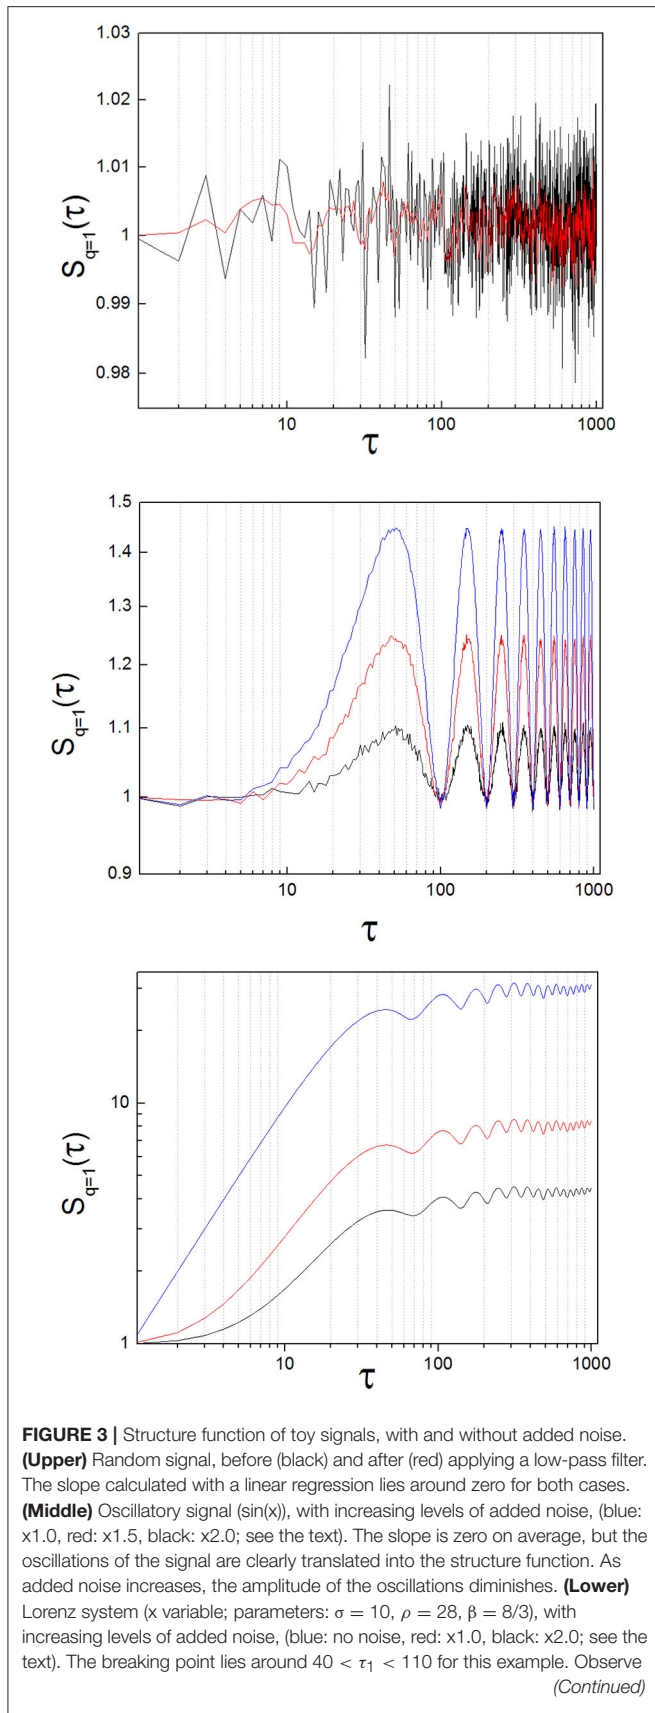 1.03
1.02
1.01
1
0.99
0.98
S_{q=1}(τ)
10
100
1000
τ
1.5
1.4
1.3
1.2
1.1
1
0.9
S_{q=1}(τ)
10
100
1000
τ
10
1
S_{q=1}(τ)
10
100
1000
τ
FIGURE 3 | Structure function of toy signals, with and without added noise.
(Upper) Random signal, before (black) and after (red) applying a low-pass filter.
The slope calculated with a linear regression lies around zero for both cases.
(Middle) Oscillatory signal (sin(x)), with increasing levels of added noise, (blue:
x1.0, red: x1.5, black: x2.0; see the text). The slope is zero on average, but the
oscillations of the signal are clearly translated into the structure function. As
added noise increases, the amplitude of the oscillations diminishes. (Lower)
Lorenz system (x variable; parameters: σ = 10, ρ = 28, β = 8/3), with
increasing levels of added noise, (blue: no noise, red: x1.0, black: x2.0; see the
text). The breaking point lies around 40 < τ₁ < 110 for this example. Observe
(Continued)